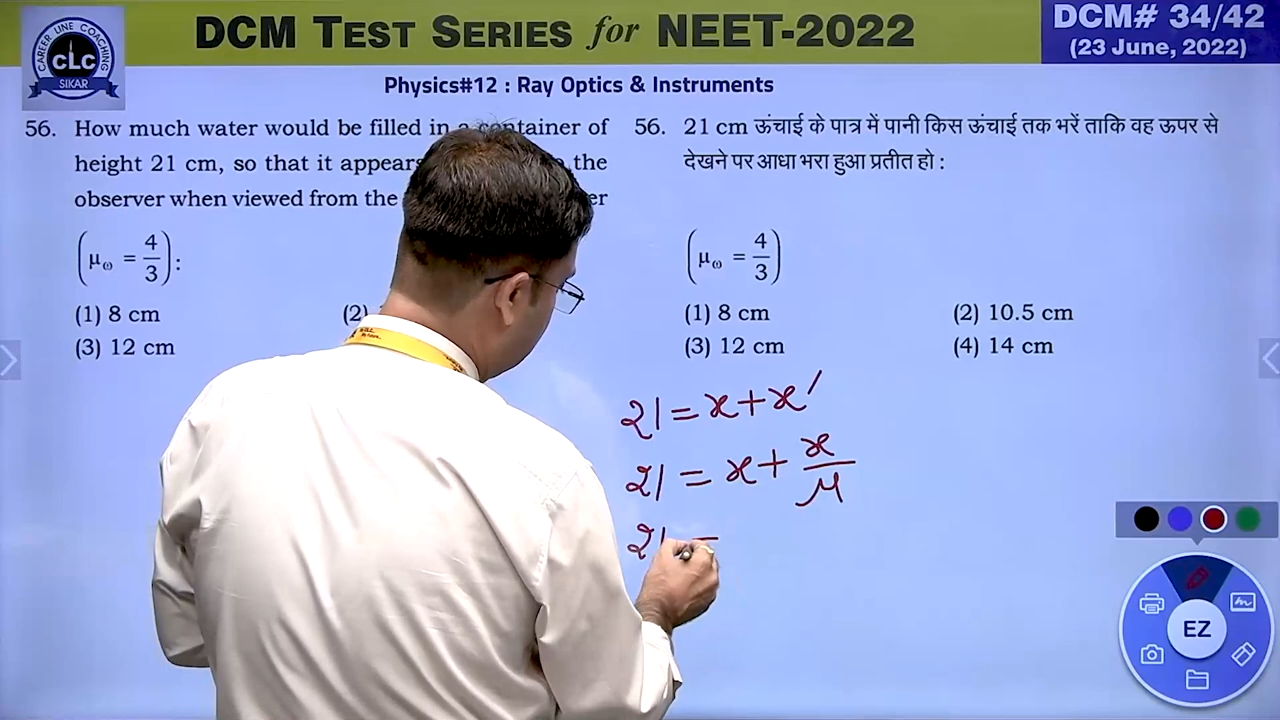 DCM TEST SERIES for NEET-2022
DCM# 34/42
(23 June, 2022)
CAREER LINE COACHING
CLC
SIKAR
Physics#12 : Ray Optics & Instruments
56. How much water would be filled in a container of
height 21 cm, so that it appears the
observer when viewed from the
(μω = 4/3) :
(1) 8 cm (2)
(3) 12 cm
56. 21 cm ऊंचाई के पात्र में पानी किस ऊंचाई तक भरें ताकि वह ऊपर से
देखने पर आधा भरा हुआ प्रतीत हो :
(μω = 4/3)
(1) 8 cm (2) 10.5 cm
(3) 12 cm (4) 14 cm
21 = x + x'
21 = x + x/μ
21 =
EZ